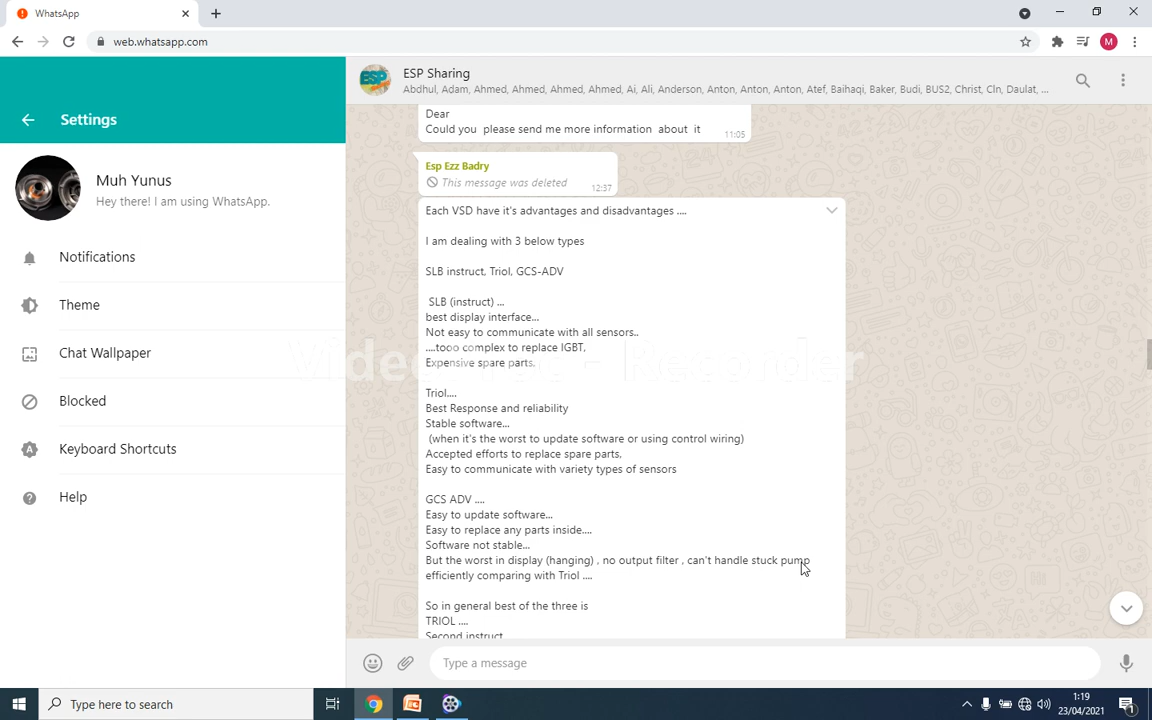 WhatsApp
web.whatsapp.com
M
Settings
Muh Yunus
Hey there! I am using WhatsApp.
Notifications
Theme
Chat Wallpaper
Blocked
Keyboard Shortcuts
Help
ESP
ESP Sharing
Abdhul, Adam, Ahmed, Ahmed, Ahmed, Ahmed, Ai, Ali, Anderson, Anton, Anton, Anton, Atef, Baihaqi, Baker, Budi, BUS2, Christ, Cln, Daulat, ...
Dear
Could you please send me more information about it
11:05
Esp Ezz Badry
This message was deleted
12:37
Each VSD have it's advantages and disadvantages ....
I am dealing with 3 below types
SLB instruct, Triol, GCS-ADV
SLB (instruct) ...
best display interface...
Not easy to communicate with all sensors..
....tooo complex to replace IGBT,
Expensive spare parts.
Triol....
Best Response and reliability
Stable software...
(when it's the worst to update software or using control wiring)
Accepted efforts to replace spare parts.
Easy to communicate with variety types of sensors
GCS ADV ....
Easy to update software...
Easy to replace any parts inside....
Software not stable...
But the worst in display (hanging) , no output filter , can't handle stuck pump
efficiently comparing with Triol ....
So in general best of the three is
TRIOL ....
Second instruct
Type a message
Type here to search
1:19
23/04/2021
1